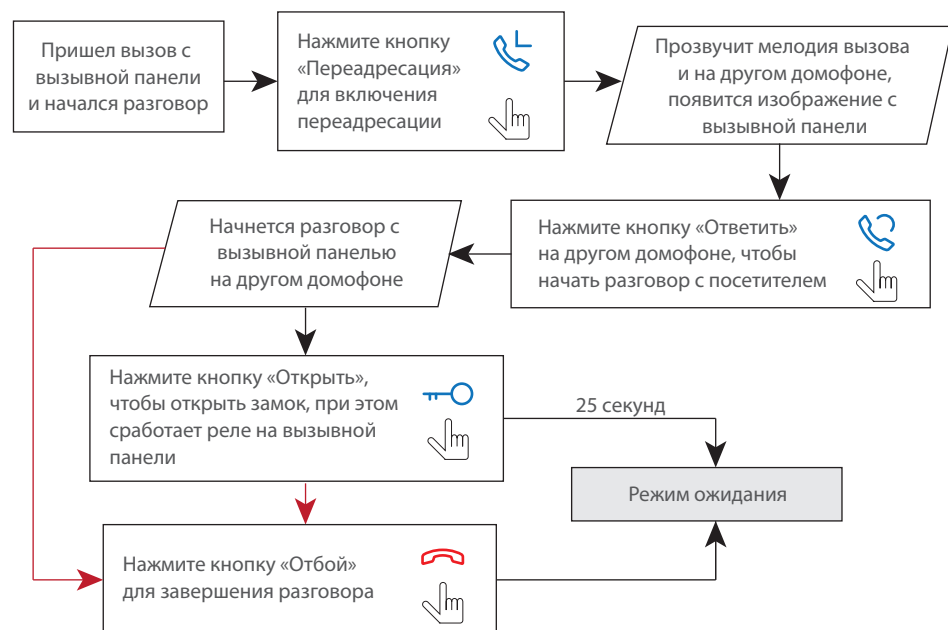 Пришел вызов с
вызывной панели
и начался разговор
Нажмите кнопку
«Переадресация»
для включения
переадресации
Прозвучит мелодия вызова
и на другом домофоне,
появится изображение с
вызывной панели
Нажмите кнопку «Ответить»
на другом домофоне, чтобы
начать разговор с посетителем
Начнется разговор с
вызывной панелью
на другом домофоне
Нажмите кнопку «Открыть»,
чтобы открыть замок, при этом
сработает реле на вызывной
панели
25 секунд
Режим ожидания
Нажмите кнопку «Отбой»
для завершения разговора